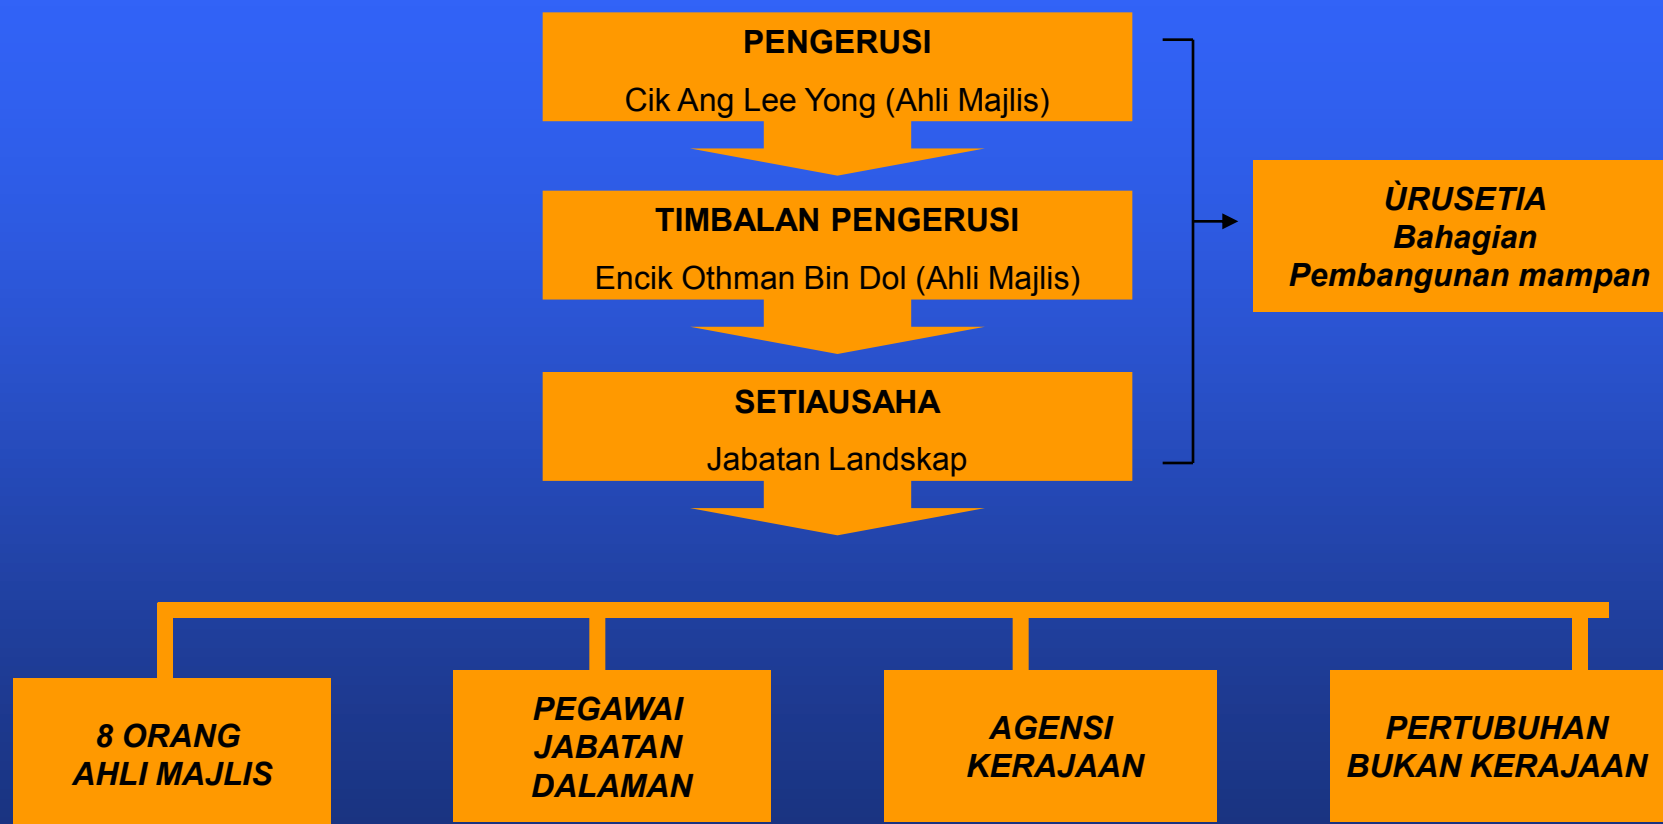 PENGERUSI
Cik Ang Lee Yong (Ahli Majlis)
TIMBALAN PENGERUSI
Encik Othman Bin Dol (Ahli Majlis)
SETIAUSAHA
Jabatan Landskap
ÙRUSETIA
Bahagian
Pembangunan mampan
8 ORANG
AHLI MAJLIS
PEGAWAI
JABATAN
DALAMAN
AGENSI
KERAJAAN
PERTUBUHAN
BUKAN KERAJAAN